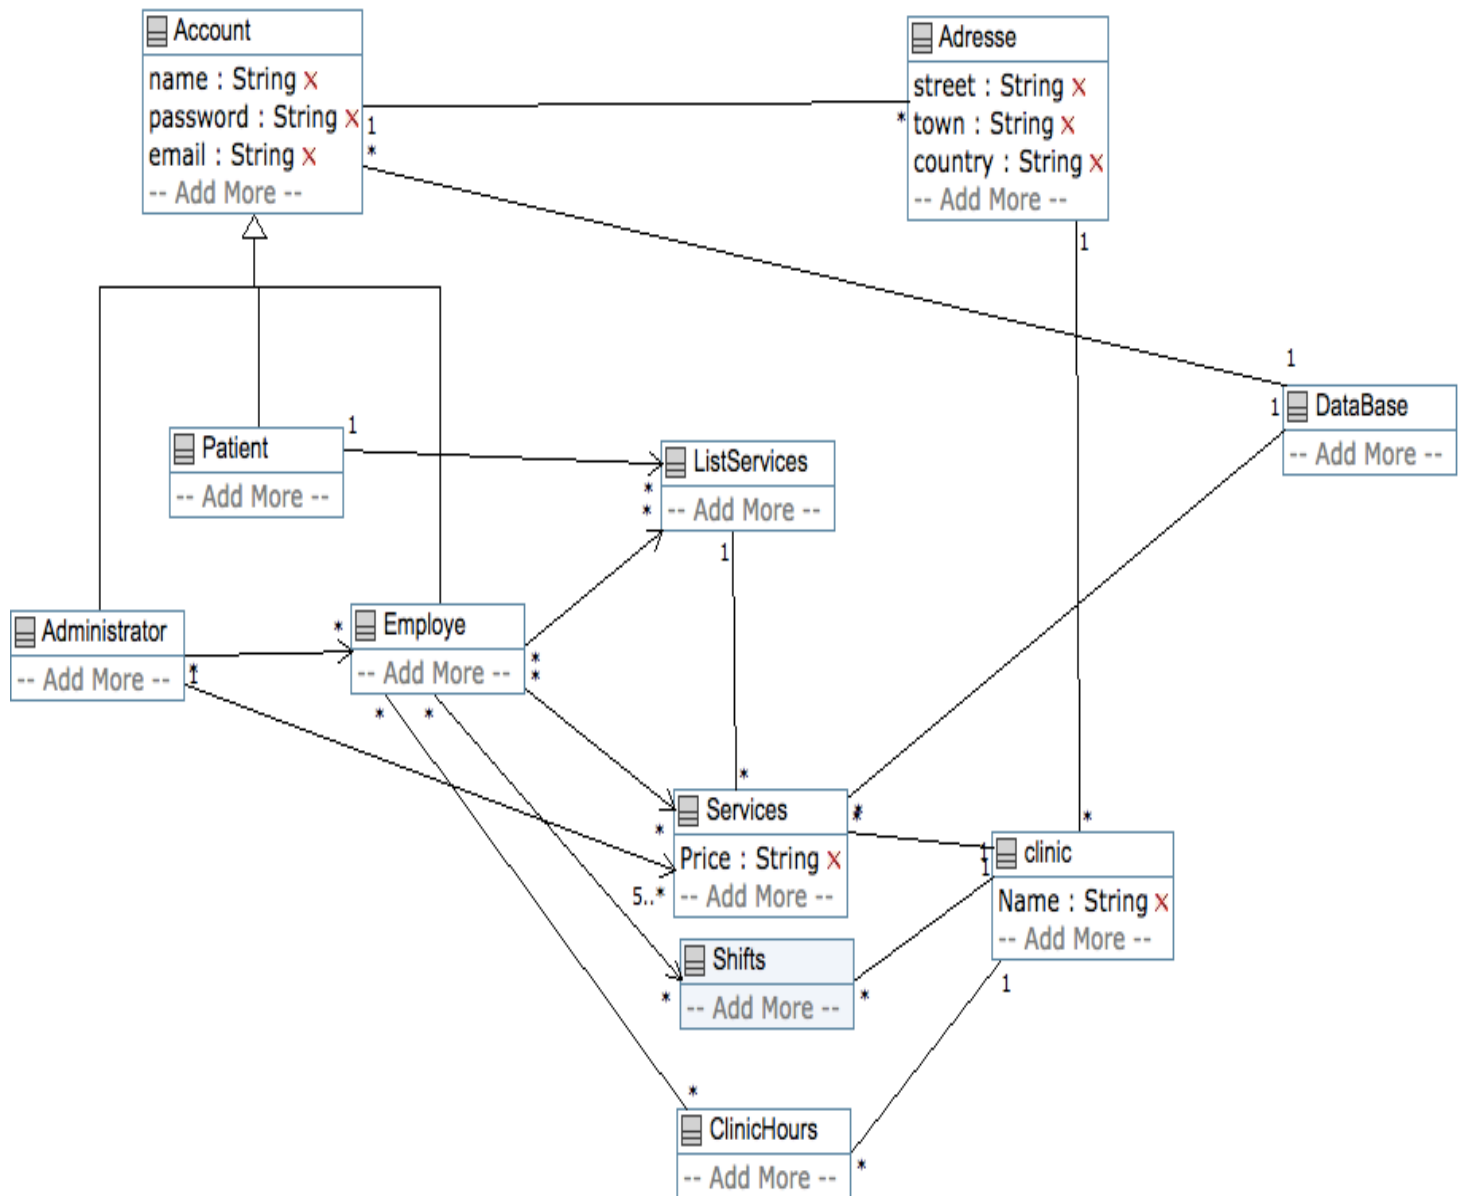 Account
name : String X
password : String X
email : String X
-- Add More --
Adresse
street : String X
town : String X
country : String X
-- Add More --
1
*
*
1
1
1
DataBase
-- Add More --
Patient
-- Add More --
1
ListServices
-- Add More --
*
*
1
Administrator
-- Add More --
*
1
*
Employe
-- Add More --
*
*
*
*
*
Services
Price : String X
-- Add More --
*
5..*
*
*
1
1
*
clinic
Name : String X
-- Add More --
1
Shifts
-- Add More --
*
*
*
ClinicHours
-- Add More --
*